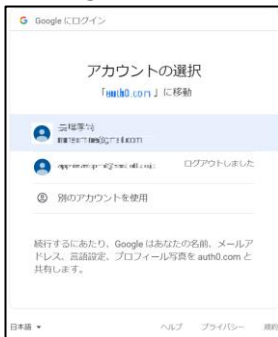 G Google にログイン
アカウントの選択
「auth0.com」に移動
ログアウトしました
別のアカウントを使用
続行するにあたり、Google はあなたの名前、メールア
ドレス、言語設定、プロフィール写真を auth0.com と
共有します。
日本語 ▼ ヘルプ プライバシー 規約